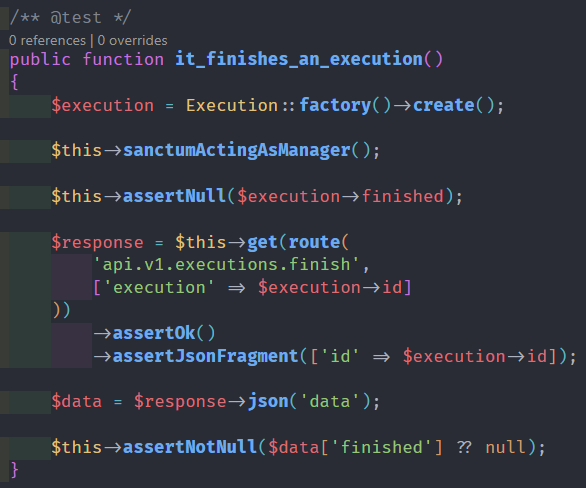 /** @test */
0 references | 0 overrides
public function it_finishes_an_execution()
{
    $execution = Execution::factory()->create();

    $this->sanctumActingAsManager();

    $this->assertNull($execution->finished);

    $response = $this->get(route(
        'api.v1.executions.finish',
        ['execution' => $execution->id]
    ))
        ->assertOk()
        ->assertJsonFragment(['id' => $execution->id]);

    $data = $response->json('data');

    $this->assertNotNull($data['finished'] ?? null);
}